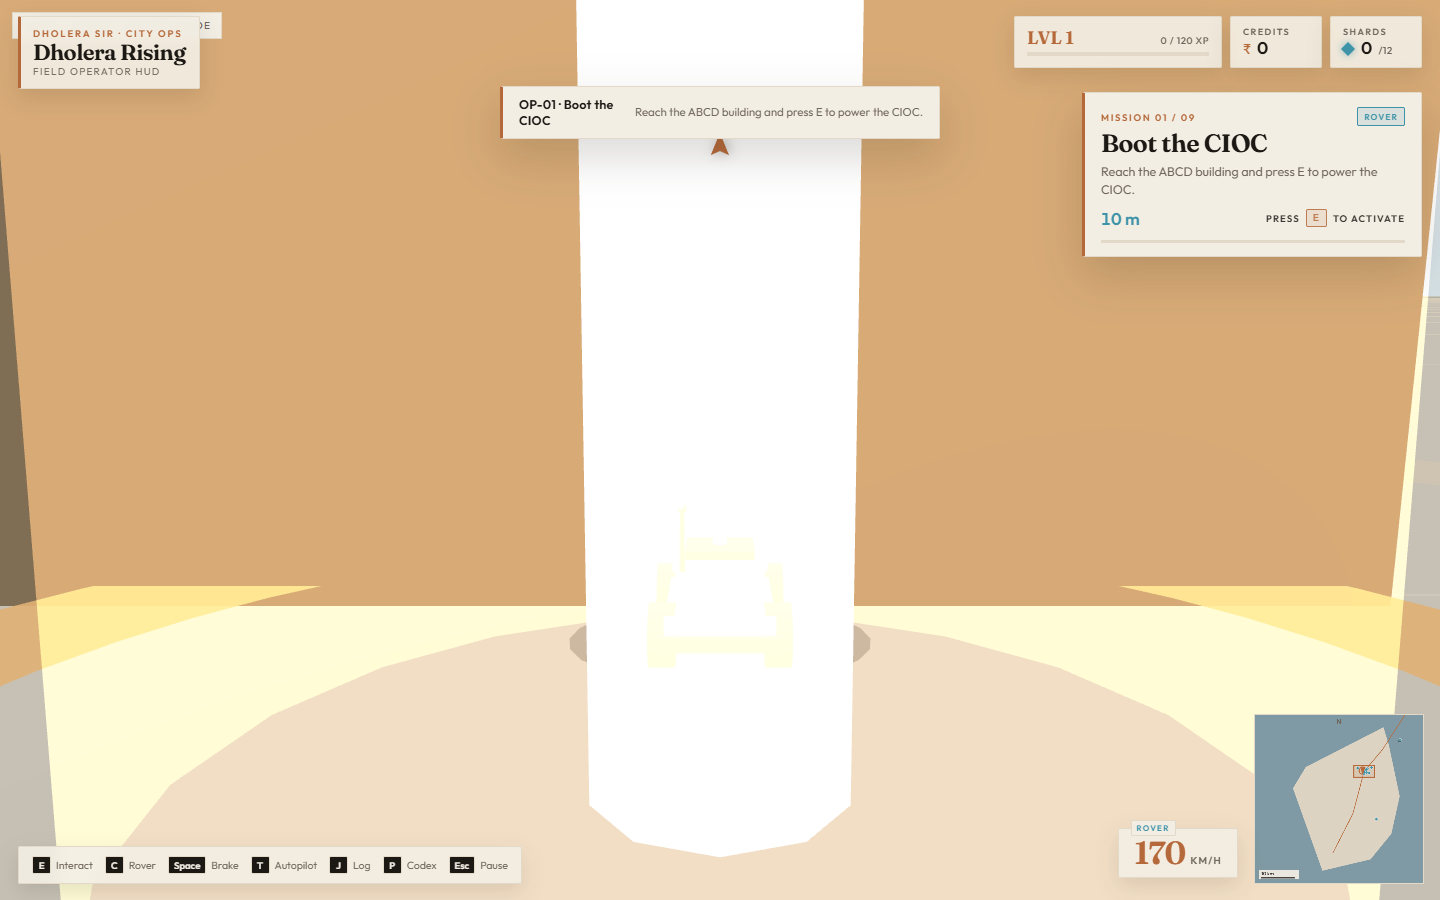 DE
DHOLERA SIR · CITY OPS
Dholera Rising
FIELD OPERATOR HUD
OP-01 · Boot the
CIOC
Reach the ABCD building and press E to power the CIOC.
LVL 1
0 / 120 XP
CREDITS
₹ 0
SHARDS
0 /12
MISSION 01 / 09
ROVER
Boot the CIOC
Reach the ABCD building and press E to power the
CIOC.
10 m
PRESS E TO ACTIVATE
E Interact C Rover Space Brake T Autopilot J Log P Codex Esc Pause
ROVER
170 KM/H
N